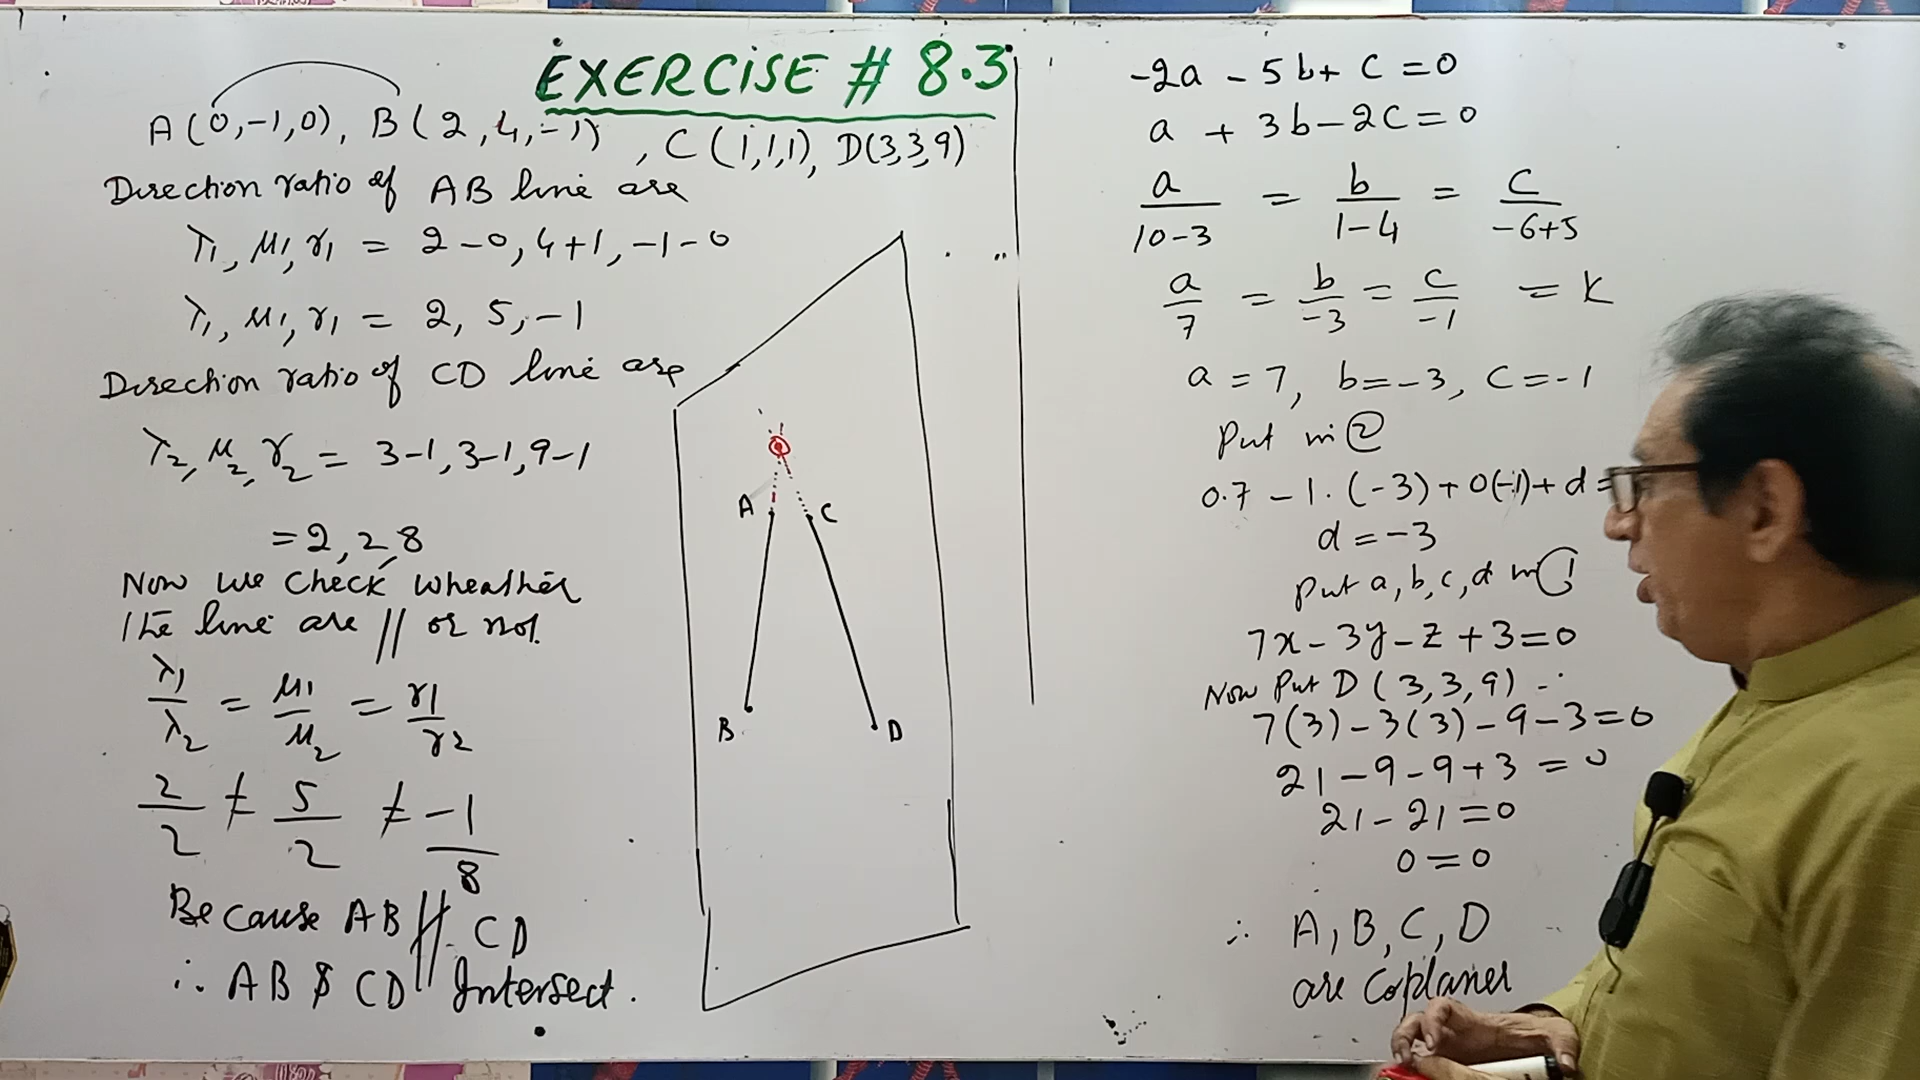 EXERCISE # 8.3
A(0,-1,0), B(2,4,-1), C(1,1,1), D(3,3,9)
Direction ratio of AB line are
λ1, μ1, r1 = 2-0, 4+1, -1-0
λ1, μ1, r1 = 2, 5, -1
Direction ratio of CD line are
λ2, μ2, r2 = 3-1, 3-1, 9-1
= 2, 2, 8
Now we check wheather
the line are // or not.
λ1/λ2 = μ1/μ2 = r1/r2
2/2 ≠ 5/2 ≠ -1/8
Because AB ∦ CD
∴ AB & CD Intersect.
A
C
B
D
-2a - 5b + c = 0
a + 3b - 2c = 0
a/10-3 = b/1-4 = c/-6+5
a/7 = b/-3 = c/-1 = k
a = 7, b = -3, c = -1
Put in ②
0.7 - 1.(-3) + 0(-1) + d =
d = -3
Put a, b, c, d in
7x - 3y - z + 3 = 0
Now Put D (3,3,9)
7(3) - 3(3) - 9 - 3 = 0
21 - 9 - 9 + 3 = 0
21 - 21 = 0
0 = 0
∴ A, B, C, D
are Coplaner